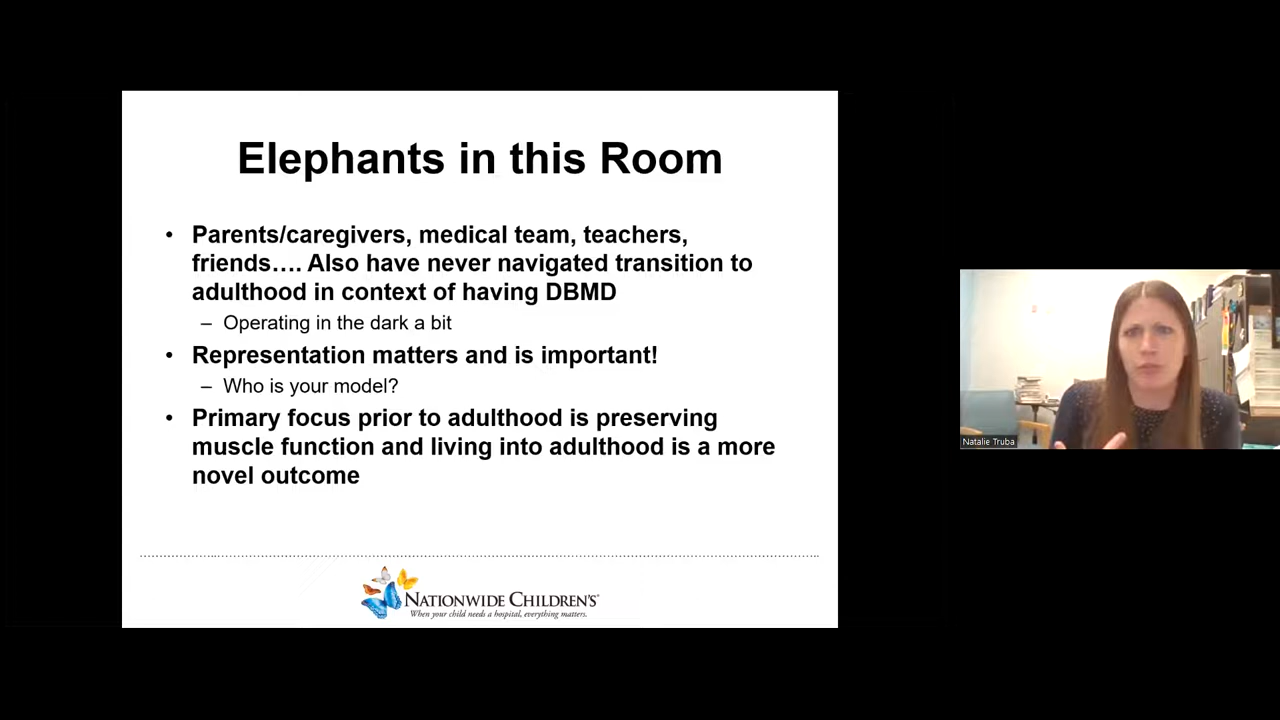 Elephants in this Room
• Parents/caregivers, medical team, teachers,
friends…. Also have never navigated transition to
adulthood in context of having DBMD
– Operating in the dark a bit
• Representation matters and is important!
– Who is your model?
• Primary focus prior to adulthood is preserving
muscle function and living into adulthood is a more
novel outcome
NATIONWIDE CHILDREN'S
When your child needs a hospital, everything matters.
Natalie Truba